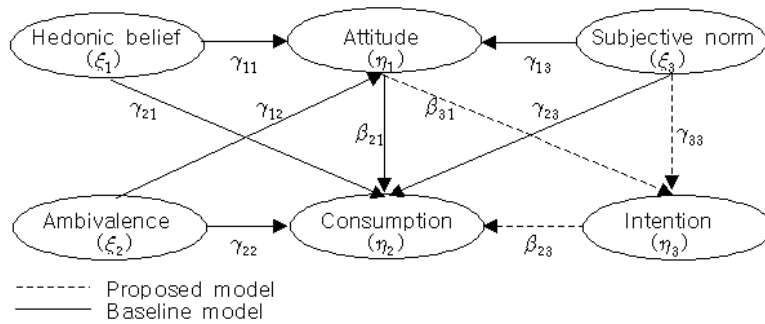 Hedonic belief
(ξ₁)
Attitude
(η₁)
Subjective norm
(ξ₃)
γ₁₁
γ₁₃
γ₂₁
γ₁₂
β₂₁
β₃₁
γ₂₃
γ₃₃
Ambivalence
(ξ₂)
Consumption
(η₂)
Intention
(η₃)
γ₂₂
β₂₃
Proposed model
Baseline model